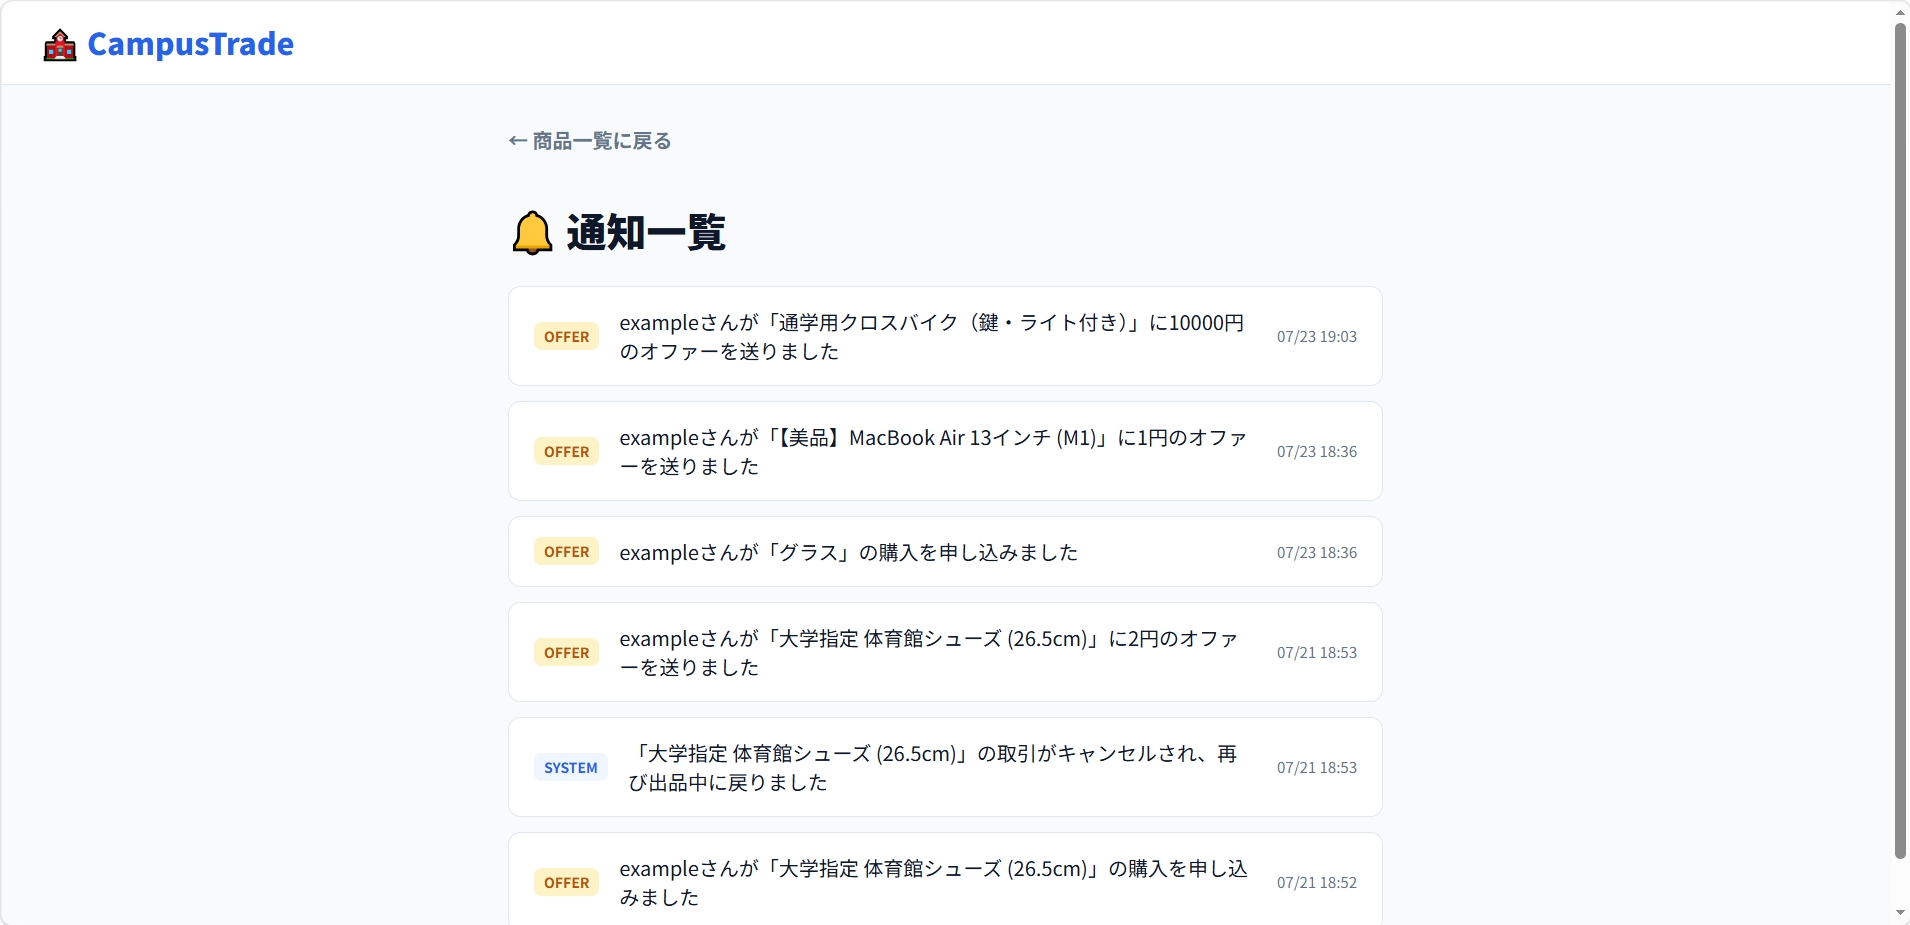 CampusTrade
← 商品一覧に戻る
通知一覧
OFFER
exampleさんが「通学用クロスバイク（鍵・ライト付き）」に10000円
のオファーを送りました
07/23 19:03
OFFER
exampleさんが「【美品】MacBook Air 13インチ (M1)」に1円のオファ
ーを送りました
07/23 18:36
OFFER
exampleさんが「グラス」の購入を申し込みました
07/23 18:36
OFFER
exampleさんが「大学指定 体育館シューズ (26.5cm)」に2円のオファ
ーを送りました
07/21 18:53
SYSTEM
「大学指定 体育館シューズ (26.5cm)」の取引がキャンセルされ、再
び出品中に戻りました
07/21 18:53
OFFER
exampleさんが「大学指定 体育館シューズ (26.5cm)」の購入を申し込
みました
07/21 18:52